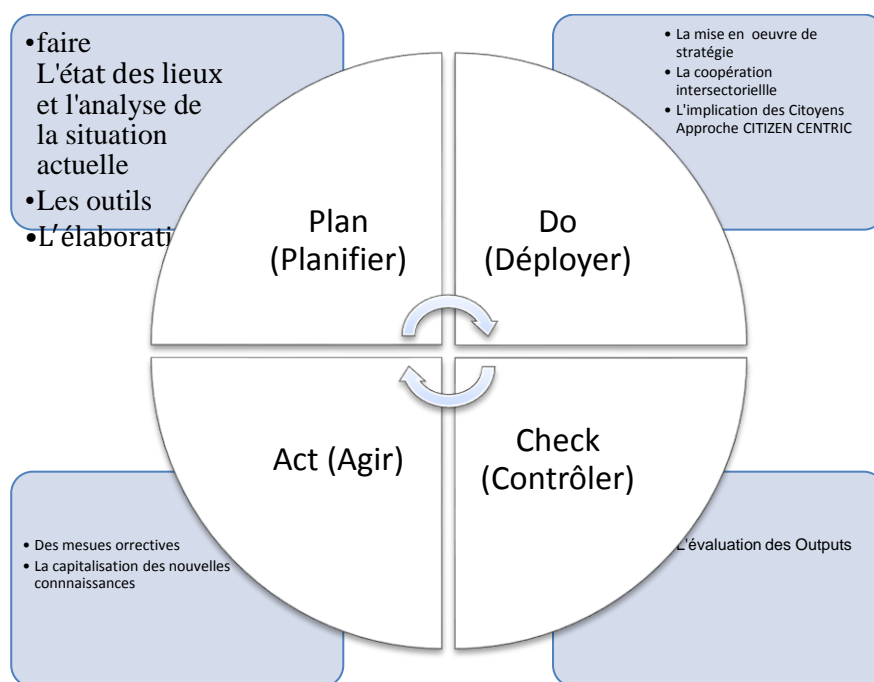 •faire
L'état des lieux
et l'analyse de
la situation
actuelle
•Les outils
•L'élaborati
• La mise en oeuvre de
stratégie
• La coopération
intersectorielle
• L'implication des Citoyens
Approche CITIZEN CENTRIC
Plan
(Planifier)
Do
(Déployer)
Act (Agir)
Check
(Contrôler)
• Des mesues orrectives
• La capitalisation des nouvelles
connnaissances
L'évaluation des Outputs